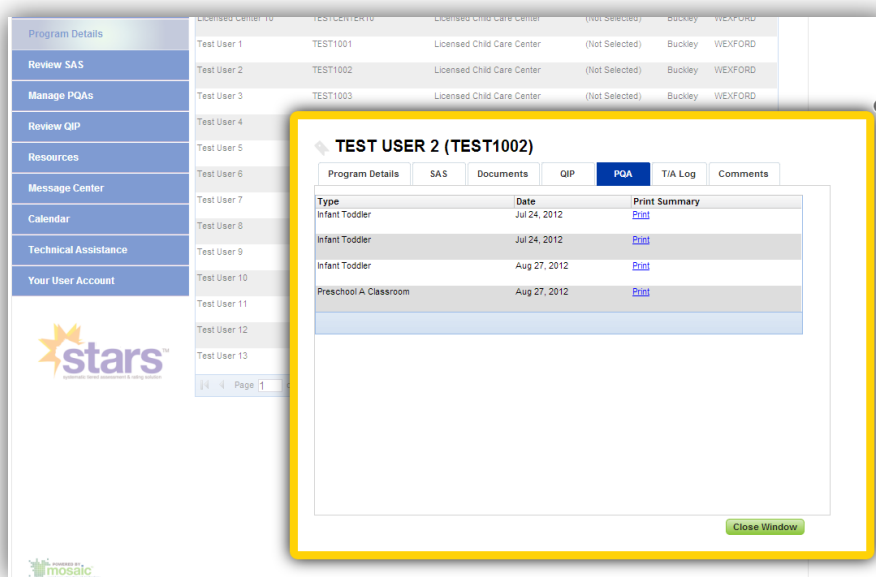 Licensed Center 10 TESTCENTER10 Licensed Child Care Center (Not Selected) Buckley WEXFORD
Program Details
Test User 1 TEST1001 Licensed Child Care Center (Not Selected) Buckley WEXFORD
Review SAS
Test User 2 TEST1002 Licensed Child Care Center (Not Selected) Buckley WEXFORD
Manage PQAs
Test User 3 TEST1003 Licensed Child Care Center (Not Selected) Buckley WEXFORD
Review QIP
Test User 4
Resources
Test User 5
Message Center
Test User 6
Test User 7
Calendar
Test User 8
Technical Assistance
Test User 9
Your User Account
Test User 10
Test User 11
Test User 12
Test User 13
Page 1
TEST USER 2 (TEST1002)
Program Details SAS Documents QIP PQA T/A Log Comments
Type Date Print Summary
Infant Toddler Jul 24, 2012 Print
Infant Toddler Jul 24, 2012 Print
Infant Toddler Aug 27, 2012 Print
Preschool A Classroom Aug 27, 2012 Print
Close Window
stars™
POWERED BY
mosaic